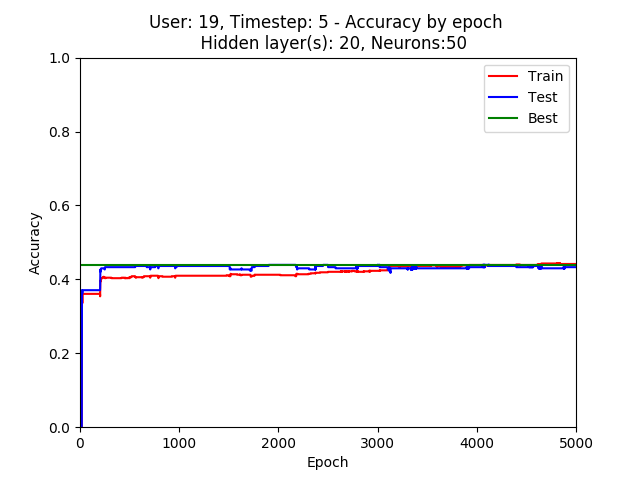 User: 19, Timestep: 5 - Accuracy by epoch
Hidden layer(s): 20, Neurons:50
1.0
0.8
0.6
0.4
0.2
0.0
Accuracy
Train
Test
Best
0
1000
2000
3000
4000
5000
Epoch